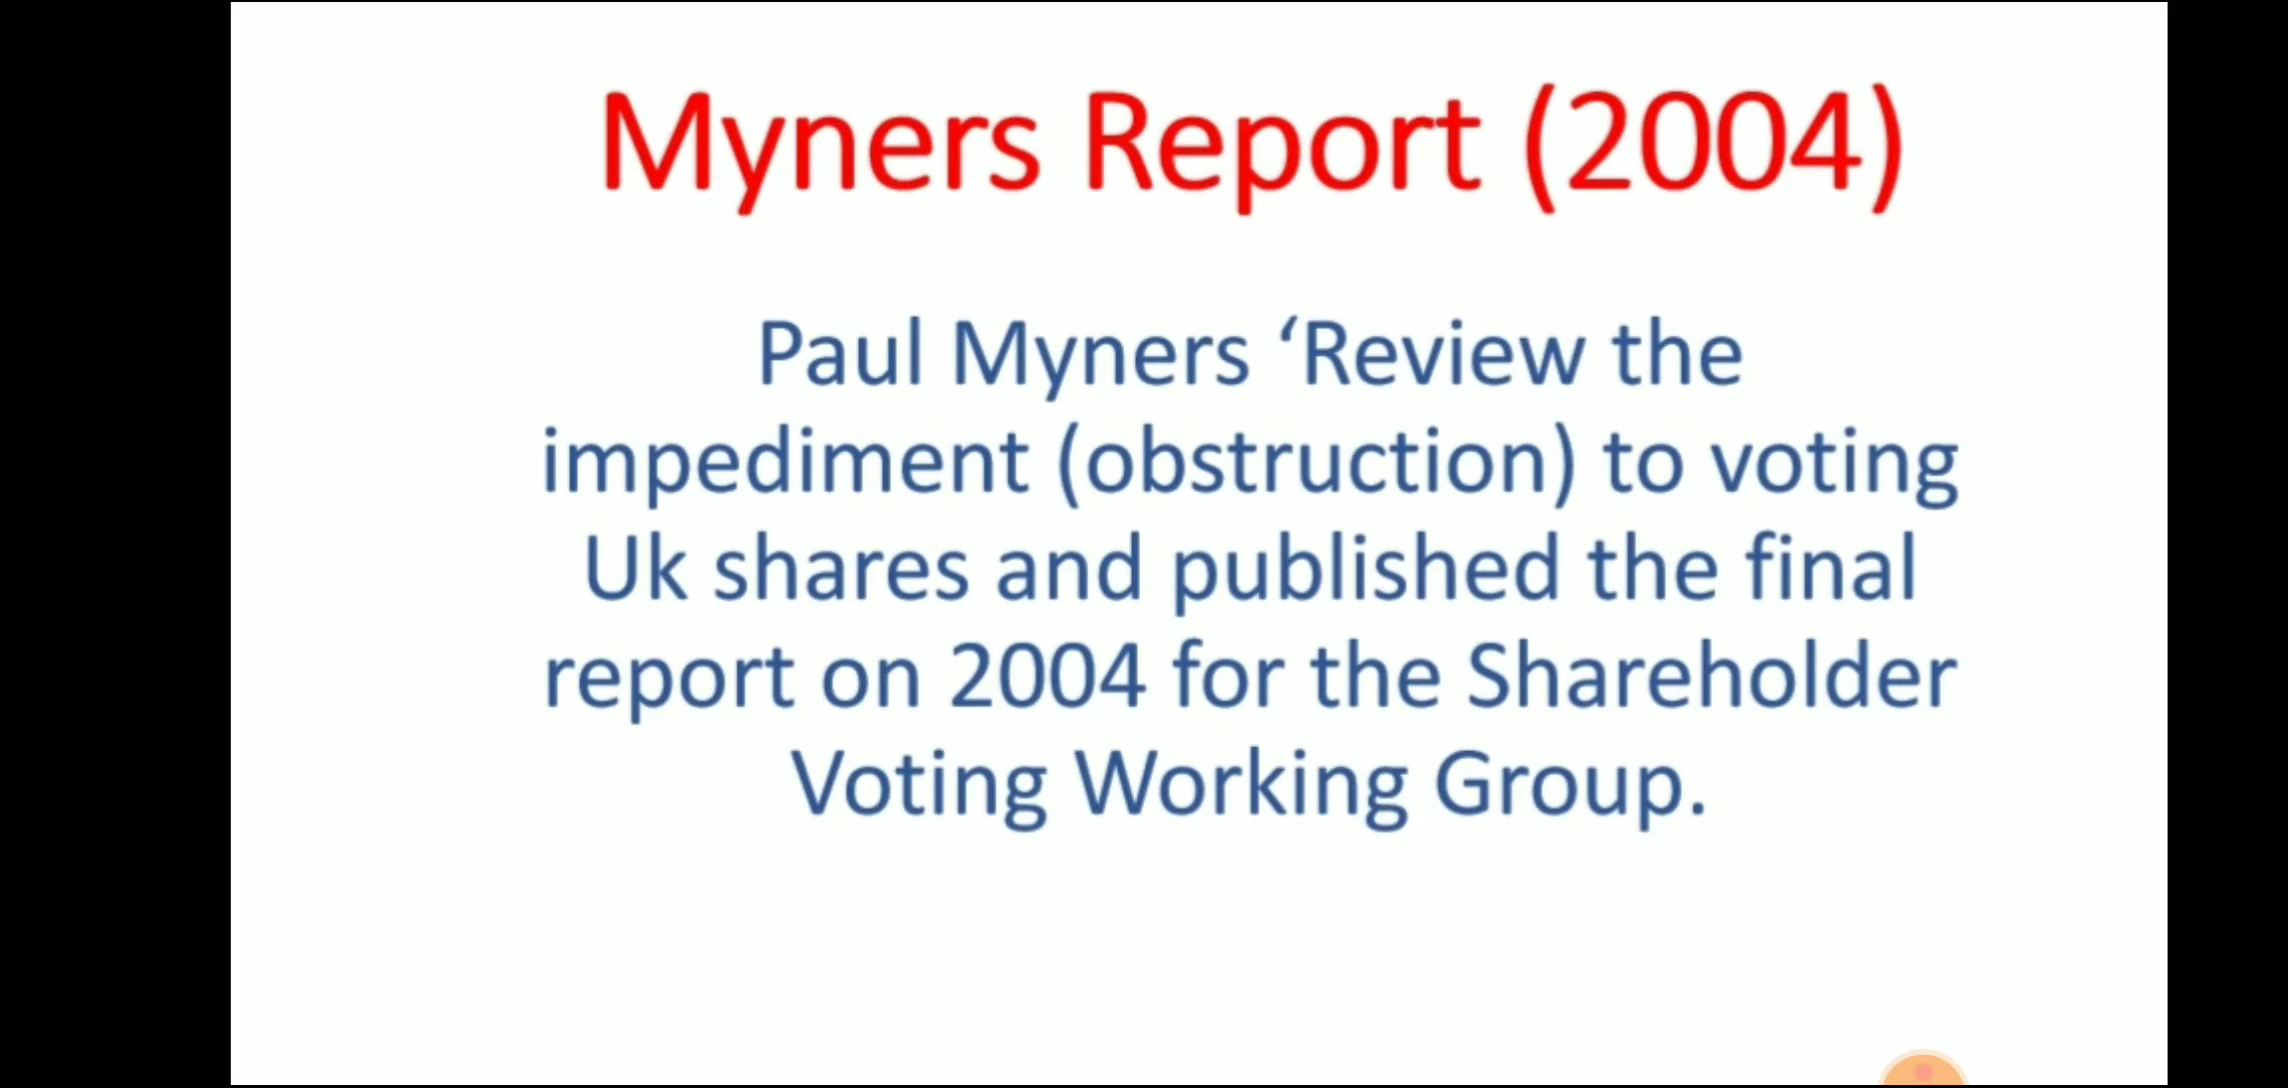 Myners Report (2004)
Paul Myners ‘Review the
impediment (obstruction) to voting
Uk shares and published the final
report on 2004 for the Shareholder
Voting Working Group.